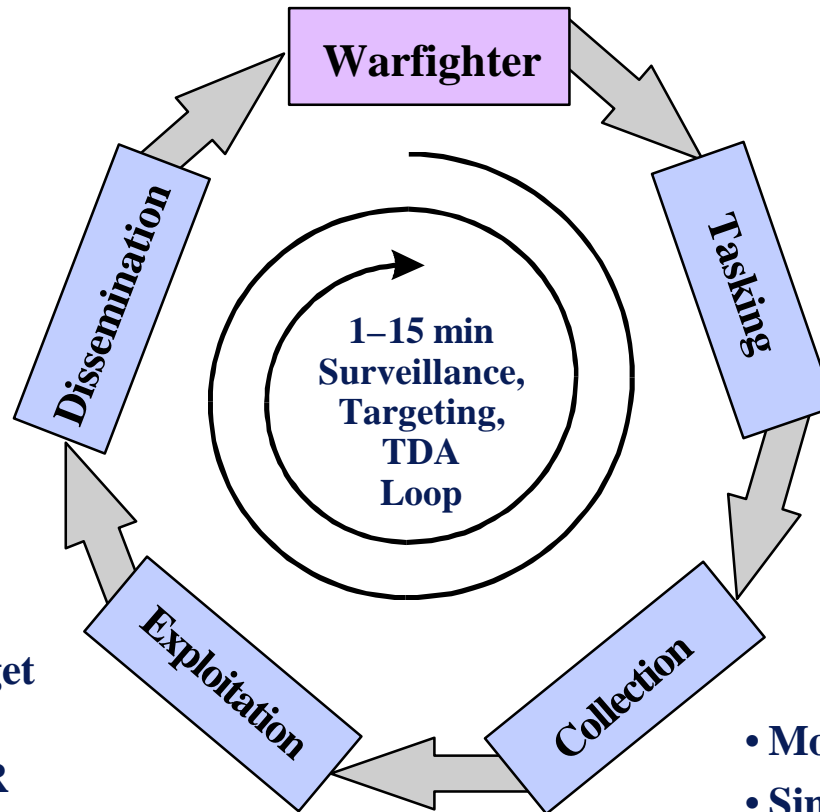 Warfighter
Tasking
Dissemination
1–15 min
Surveillance,
Targeting,
TDA
Loop
Exploitation
Collection